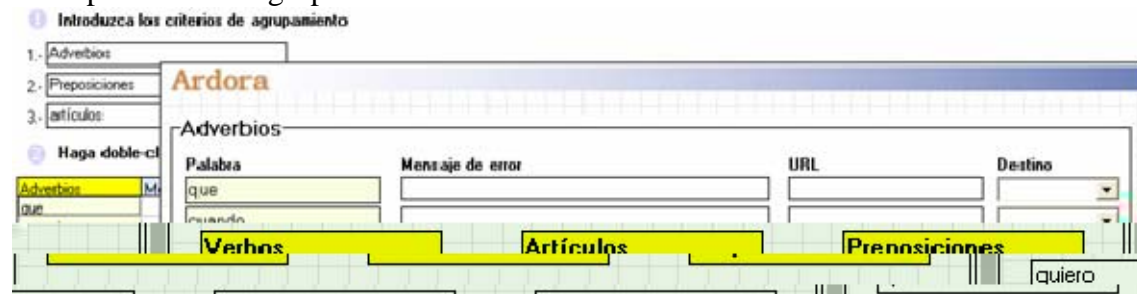 Introduzca los criterios de agrupamiento
1.- Adverbios
2.- Preposiciones
3.- artículos
Ardora
Adverbios
Haga doble-cl
Palabra Mensaje de error URL Destino
Adverbios
que
que
cuando
Verbos Artículos Preposiciones
quiero